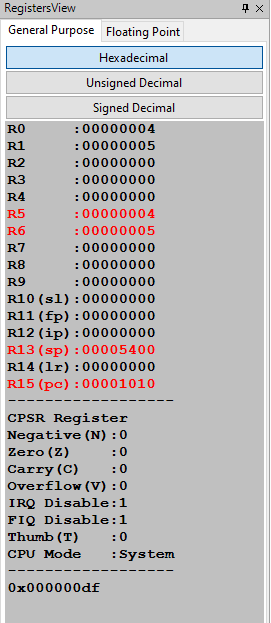 RegistersView
General Purpose Floating Point
Hexadecimal
Unsigned Decimal
Signed Decimal
R0      :00000004
R1      :00000005
R2      :00000000
R3      :00000000
R4      :00000000
R5      :00000004
R6      :00000005
R7      :00000000
R8      :00000000
R9      :00000000
R10(sl):00000000
R11(fp):00000000
R12(ip):00000000
R13(sp):00005400
R14(lr):00000000
R15(pc):00001010
-------------------
CPSR Register
Negative(N):0
Zero(Z)    :0
Carry(C)   :0
Overflow(V):0
IRQ Disable:1
FIQ Disable:1
Thumb(T)   :0
CPU Mode   :System
-------------------
0x000000df